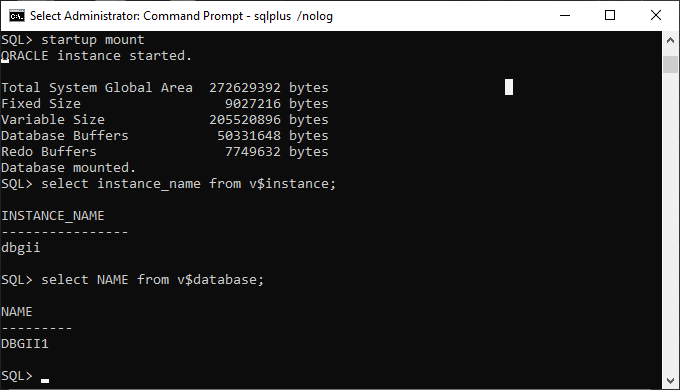 Select Administrator: Command Prompt - sqlplus /nolog
SQL> startup mount
ORACLE instance started.
Total System Global Area  272629392 bytes
Fixed Size                  9027216 bytes
Variable Size             205520896 bytes
Database Buffers           50331648 bytes
Redo Buffers                7749632 bytes
Database mounted.
SQL> select instance_name from v$instance;
INSTANCE_NAME
----------------
dbgii
SQL> select NAME from v$database;
NAME
---------
DBGII1
SQL>